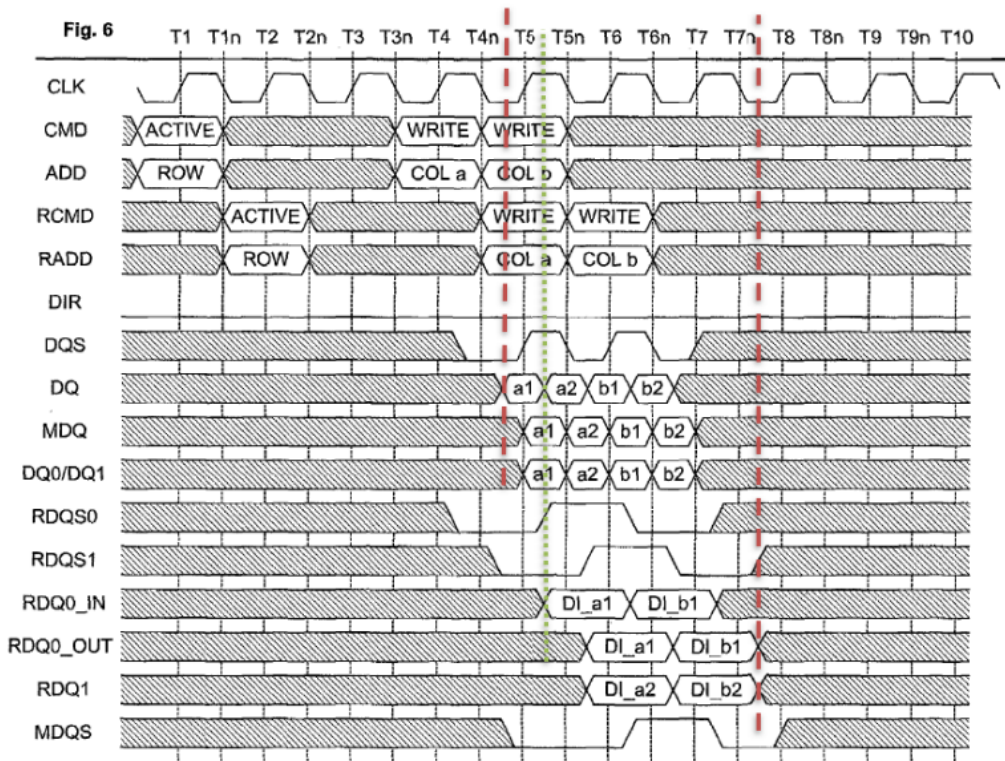 Fig. 6
T1 T1n T2 T2n T3 T3n T4 T4n T5 T5n T6 T6n T7 T7n T8 T8n T9 T9n T10
CLK
CMD ACTIVE WRITE WRITE
ADD ROW COL a COL b
RCMD ACTIVE WRITE WRITE
RADD ROW COL a COL b
DIR
DQS
DQ a1 a2 b1 b2
MDQ a1 a2 b1 b2
DQ0/DQ1 a1 a2 b1 b2
RDQS0
RDQS1
RDQ0_IN DI_a1 DI_b1
RDQ0_OUT DI_a1 DI_b1
RDQ1 DI_a2 DI_b2
MDQS